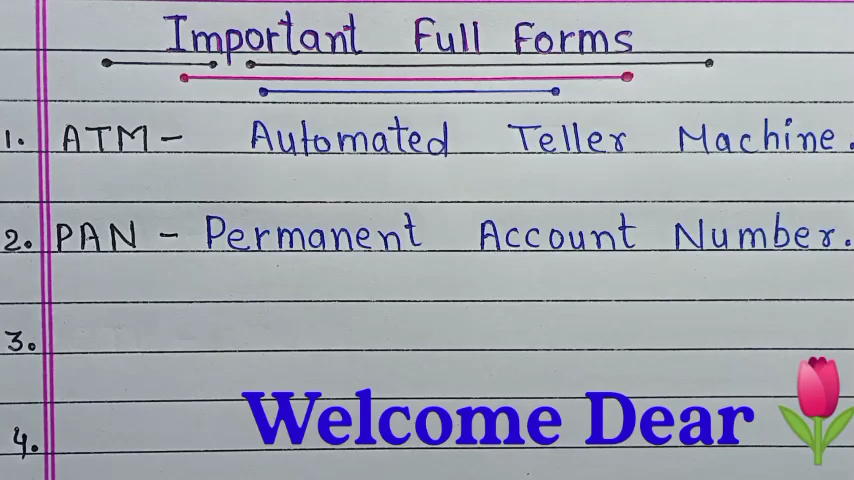 Important Full Forms
1. ATM - Automated Teller Machine.
2. PAN - Permanent Account Number.
3.
4.
Welcome Dear